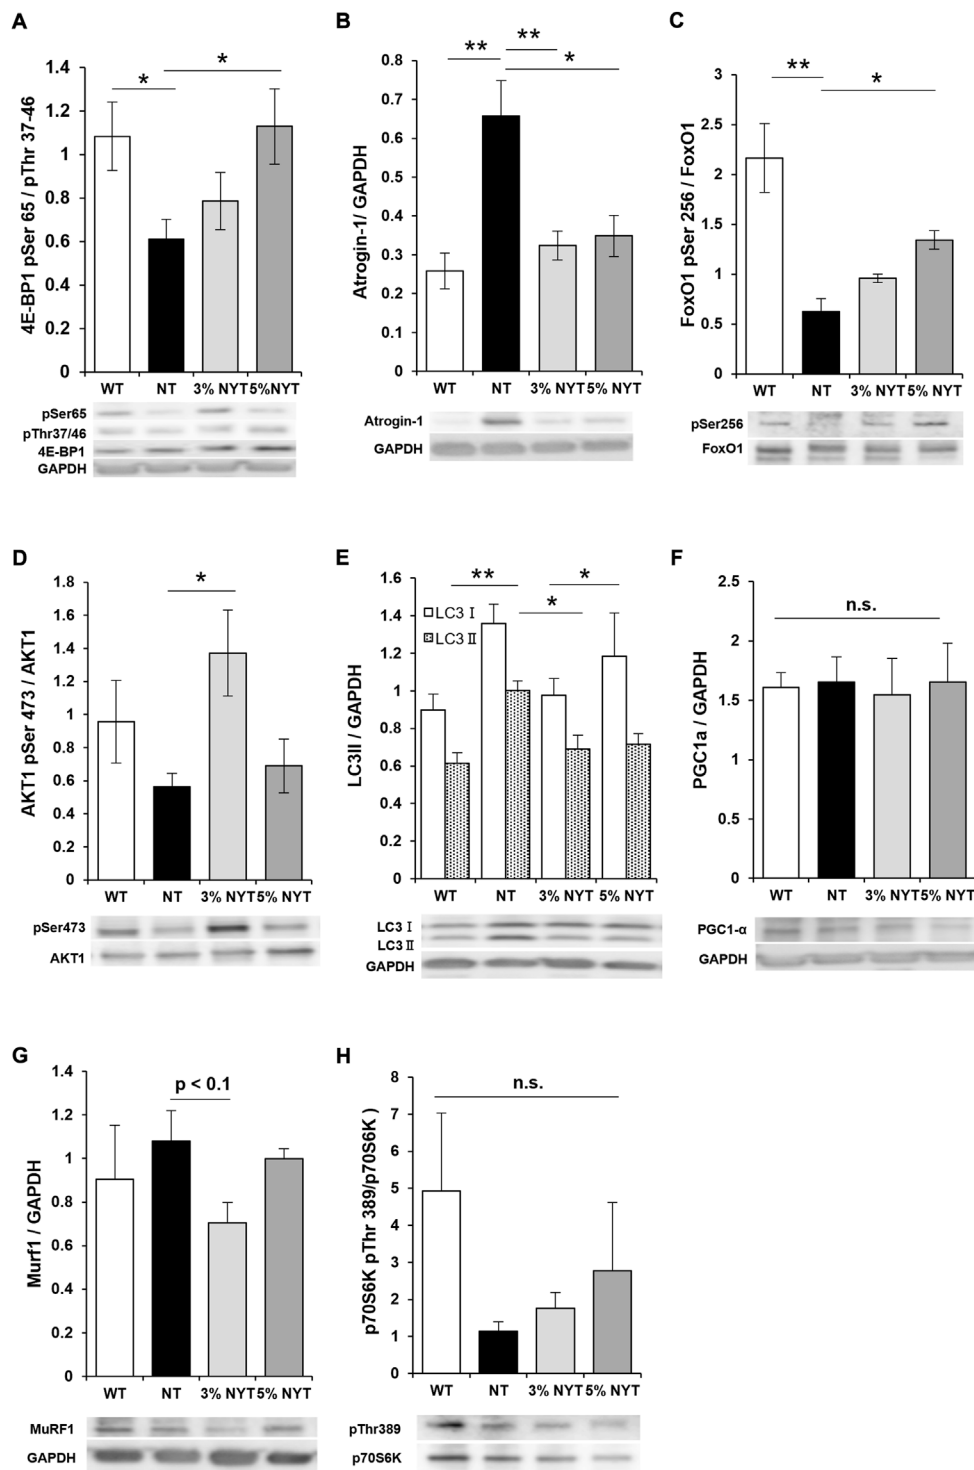 A
4E-BP1 pSer 65 / pThr 37-46
1.4
1.2
1
0.8
0.6
0.4
0.2
0
*
*
WT NT 3% NYT 5%NYT
pSer65
pThr37/46
4E-BP1
GAPDH
B
Atrogin-1/ GAPDH
0.8
0.7
0.6
0.5
0.4
0.3
0.2
0.1
0
**
**
*
WT NT 3% NYT 5% NYT
Atrogin-1
GAPDH
C
FoxO1 pSer 256 / FoxO1
3
2.5
2
1.5
1
0.5
0
**
*
WT NT 3% NYT 5% NYT
pSer256
FoxO1
D
AKT1 pSer 473 / AKT1
1.8
1.6
1.4
1.2
1
0.8
0.6
0.4
0.2
0
*
WT NT 3% NYT 5% NYT
pSer473
AKT1
E
LC3II / GAPDH
1.6
1.4
1.2
1
0.8
0.6
0.4
0.2
0
LC3 Ⅰ
LC3 Ⅱ
**
*
*
WT NT 3% NYT 5% NYT
LC3 Ⅰ
LC3 Ⅱ
GAPDH
F
PGC1a / GAPDH
2.5
2
1.5
1
0.5
0
n.s.
WT NT 3% NYT 5% NYT
PGC1-α
GAPDH
G
Murf1 / GAPDH
1.4
1.2
1
0.8
0.6
0.4
0.2
0
p < 0.1
WT NT 3% NYT 5% NYT
MuRF1
GAPDH
H
p70S6K pThr 389/p70S6K )
8
7
6
5
4
3
2
1
0
n.s.
WT NT 3% NYT 5% NYT
pThr389
p70S6K